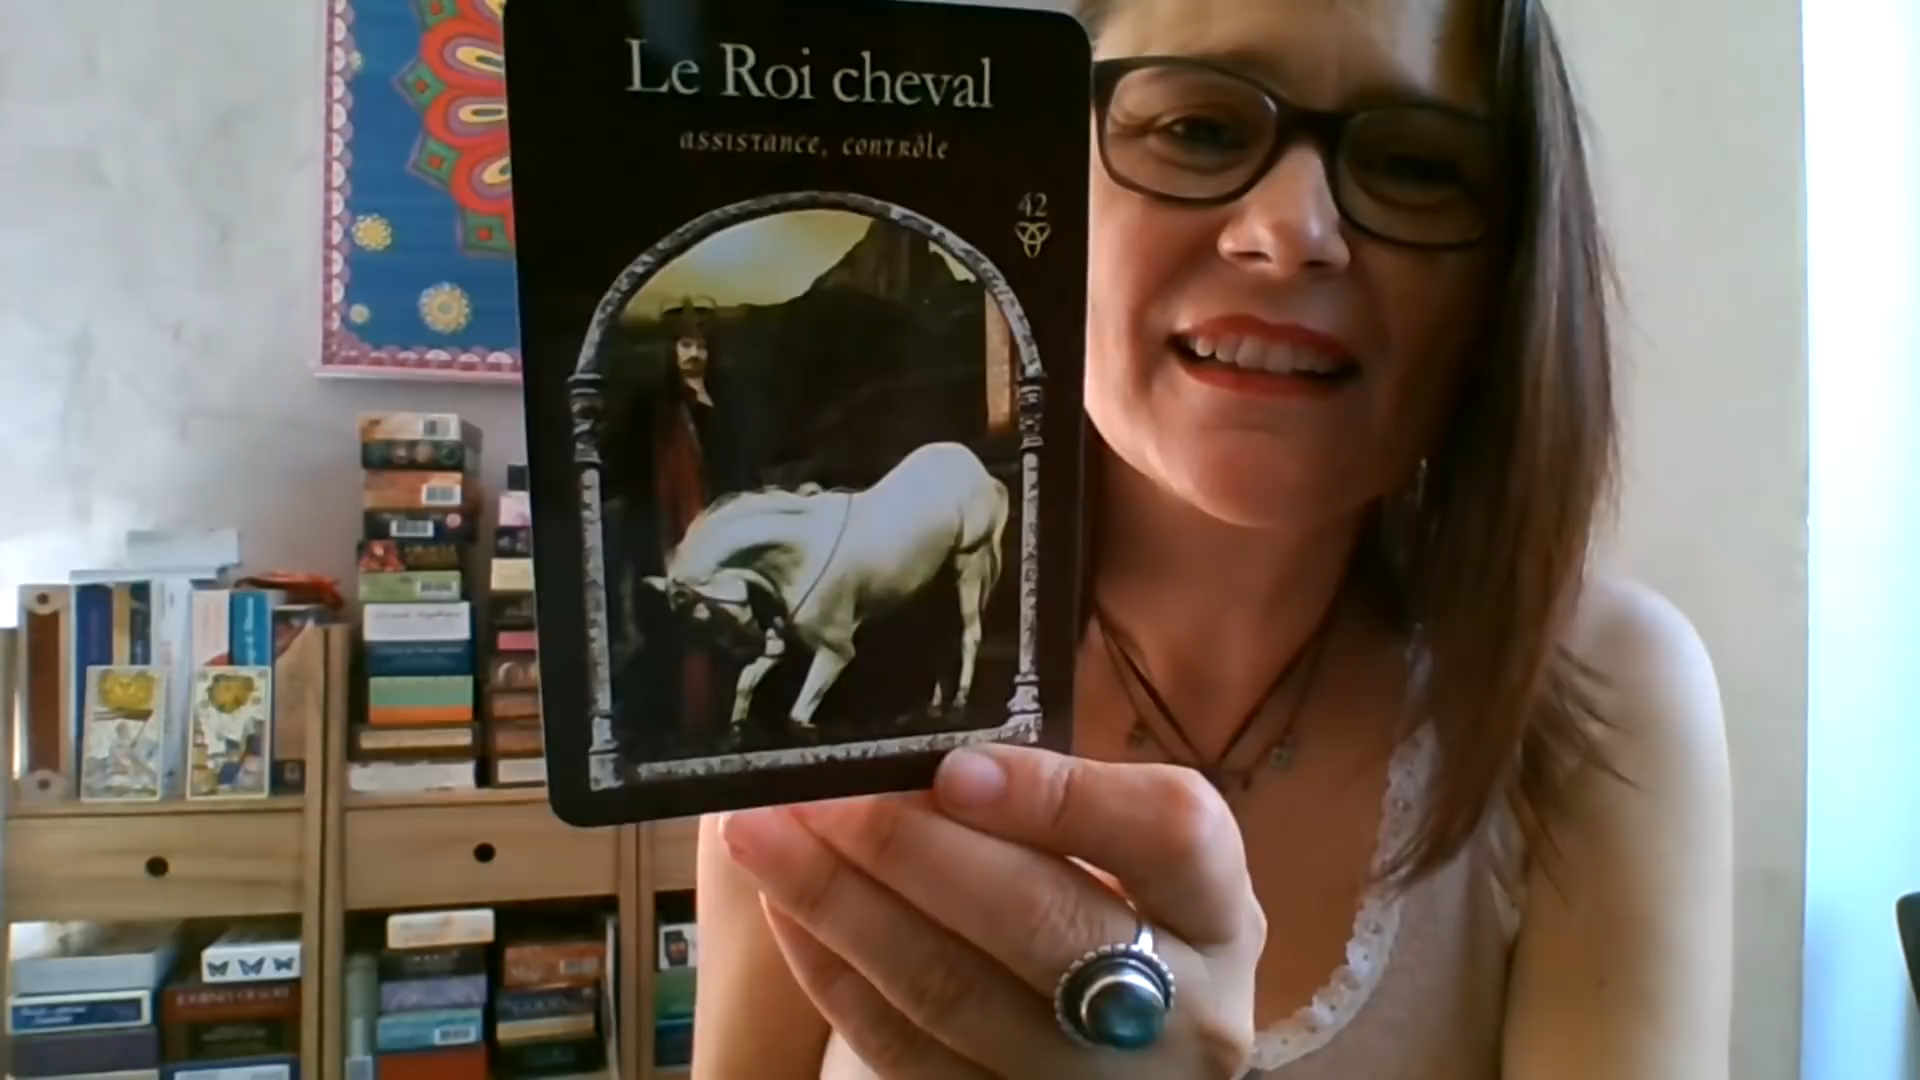 Le Roi cheval
assistance, contrôle
42